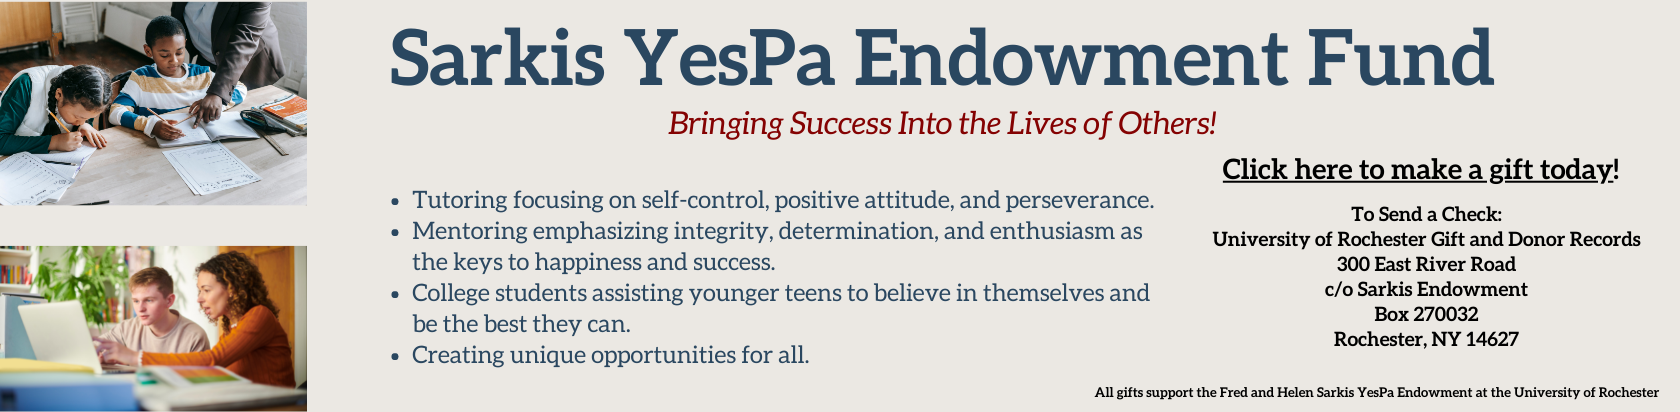 Sarkis YesPa Endowment Fund
Bringing Success Into the Lives of Others!
• Tutoring focusing on self-control, positive attitude, and perseverance.
• Mentoring emphasizing integrity, determination, and enthusiasm as
the keys to happiness and success.
• College students assisting younger teens to believe in themselves and
be the best they can.
• Creating unique opportunities for all.
Click here to make a gift today!
To Send a Check:
University of Rochester Gift and Donor Records
300 East River Road
c/o Sarkis Endowment
Box 270032
Rochester, NY 14627
All gifts support the Fred and Helen Sarkis YesPa Endowment at the University of Rochester